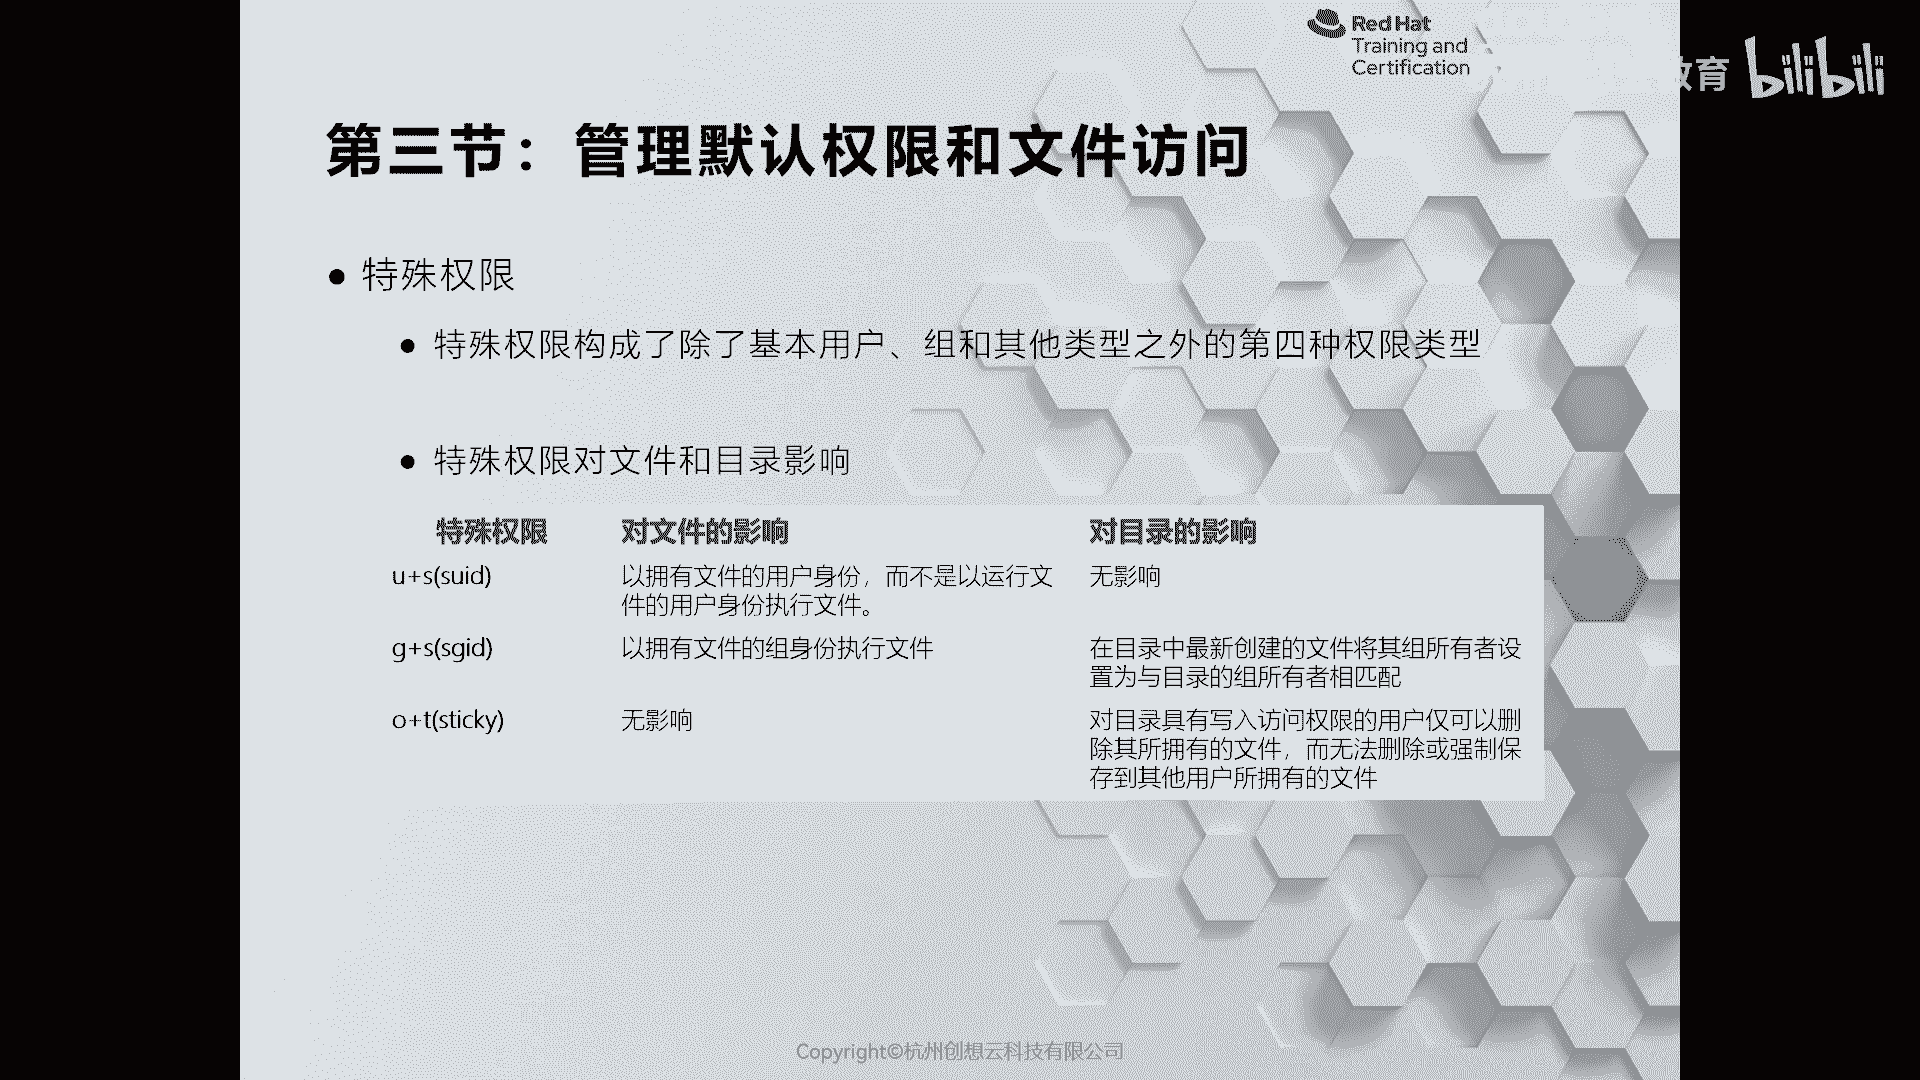 Red Hat
Training and
Certification
育 bilibili
第三节：管理默认权限和文件访问
● 特殊权限
● 特殊权限构成了除了基本用户、组和其他类型之外的第四种权限类型
● 特殊权限对文件和目录影响
特殊权限 对文件的影响 对目录的影响
u+s(suid) 以拥有文件的用户身份，而不是以运行文 无影响
件的用户身份执行文件。
g+s(sgid) 以拥有文件的组身份执行文件 在目录中最新创建的文件将其组所有者设
置为与目录的组所有者相匹配
o+t(sticky) 无影响 对目录具有写入访问权限的用户仅可以删
除其所拥有的文件，而无法删除或强制保
存到其他用户所拥有的文件
Copyright©杭州创想云科技有限公司